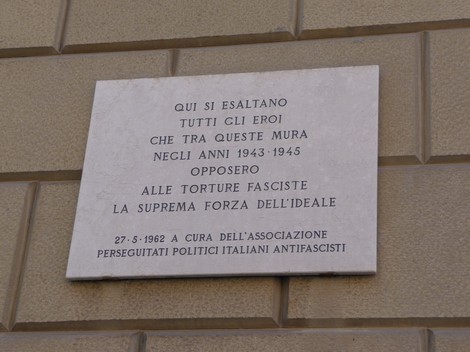 QUI SI ESALTANO
TUTTI GLI EROI
CHE TRA QUESTE MURA
NEGLI ANNI 1943-1945
OPPOSERO
ALLE TORTURE FASCISTE
LA SUPREMA FORZA DELL'IDEALE
27·5·1962 A CURA DELL'ASSOCIAZIONE
PERSEGUITATI POLITICI ITALIANI ANTIFASCISTI